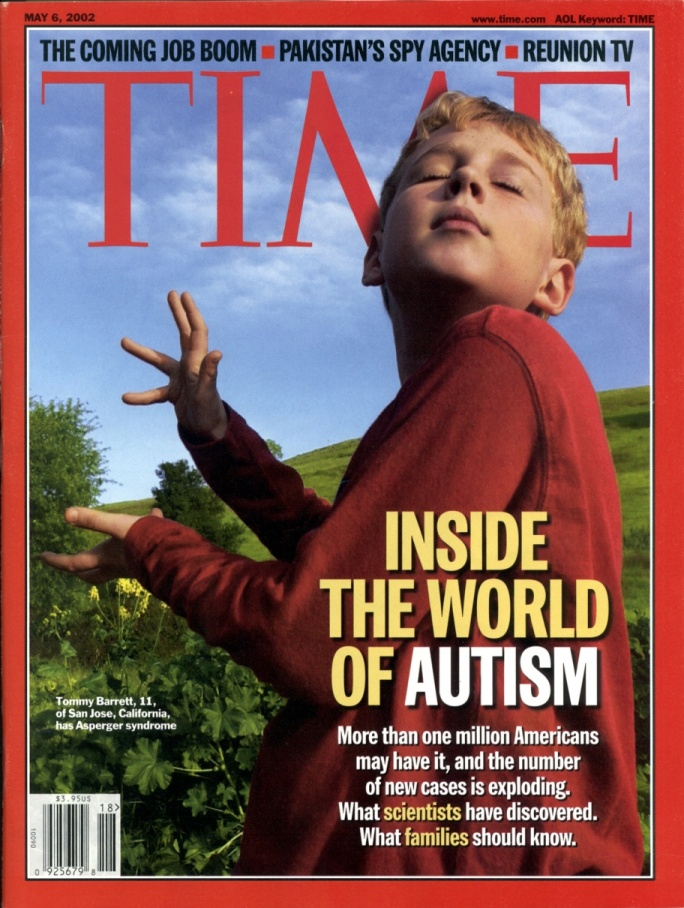 MAY 6, 2002
www.time.com AOL Keyword: TIME
THE COMING JOB BOOM ■ PAKISTAN'S SPY AGENCY ■ REUNION TV
TIME
INSIDE
THE WORLD
OF AUTISM
More than one million Americans
may have it, and the number
of new cases is exploding.
What scientists have discovered.
What families should know.
Tommy Barrett, 11,
of San Jose, California,
has Asperger syndrome
$3.95US
18>
10090
0 925679 8